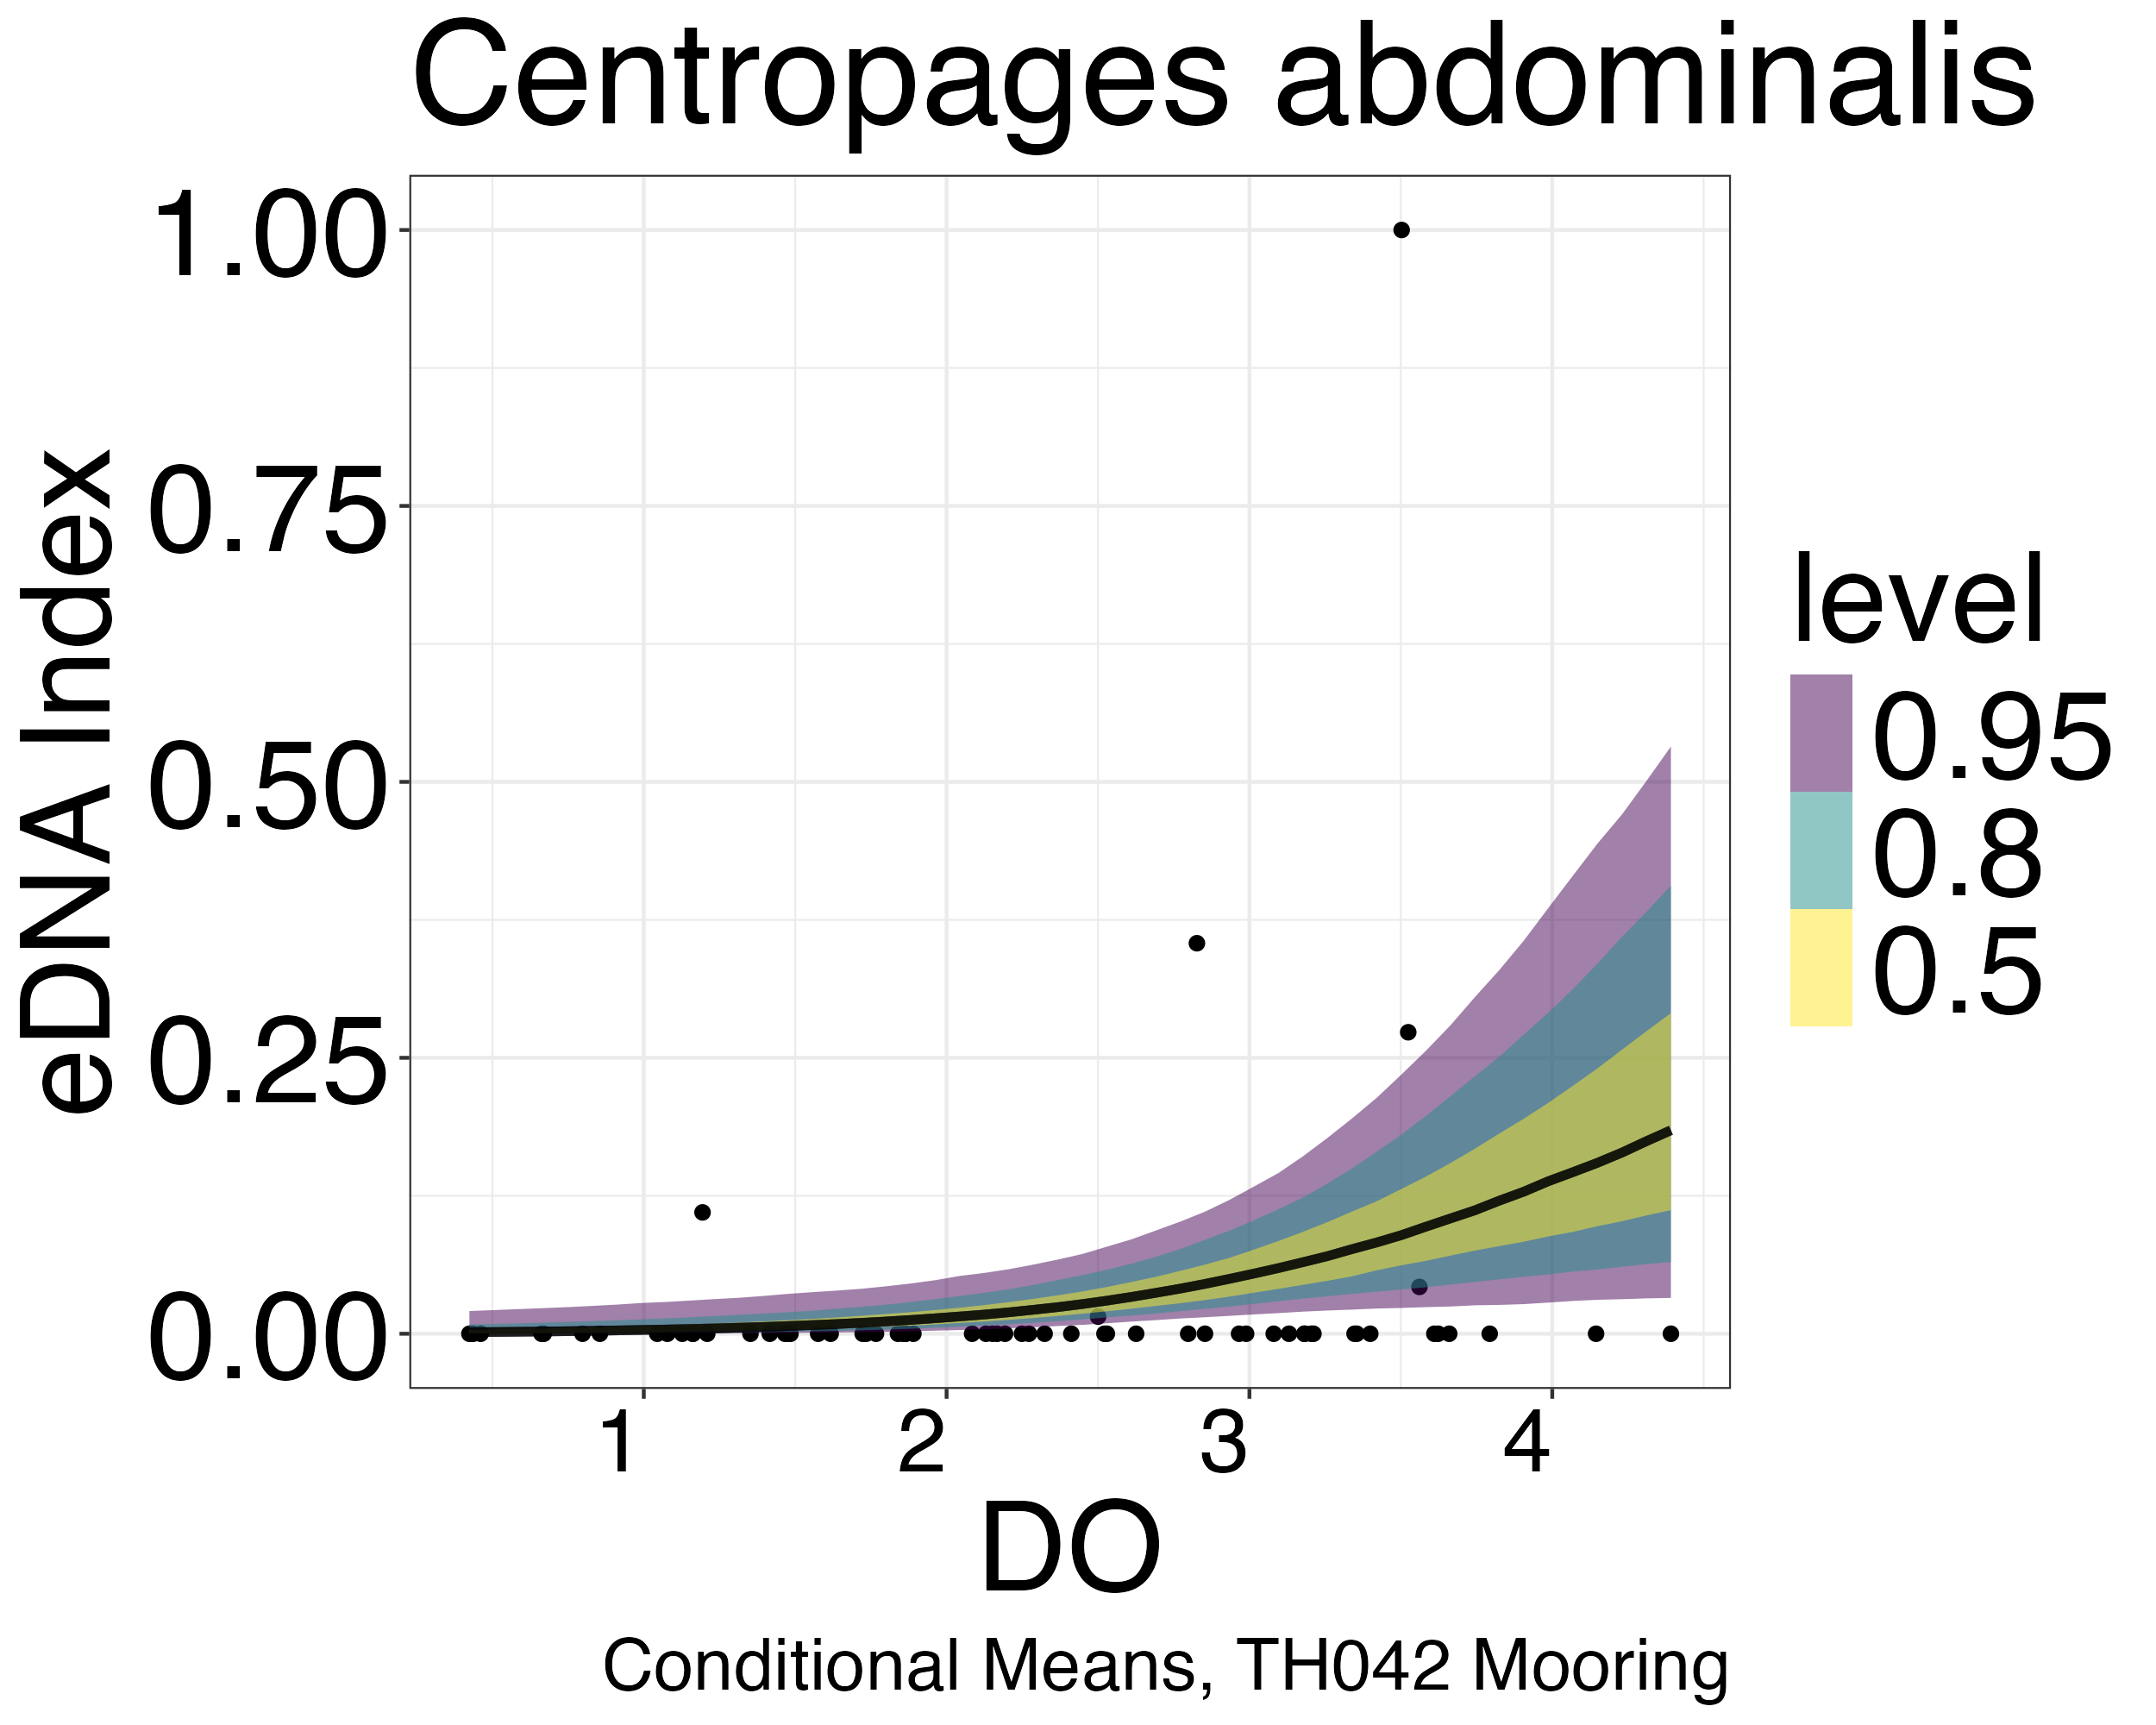 Centropages abdominalis
eDNA Index
1.00
0.75
0.50
0.25
0.00
1 2 3 4
DO
Conditional Means, TH042 Mooring
level
0.95
0.8
0.5